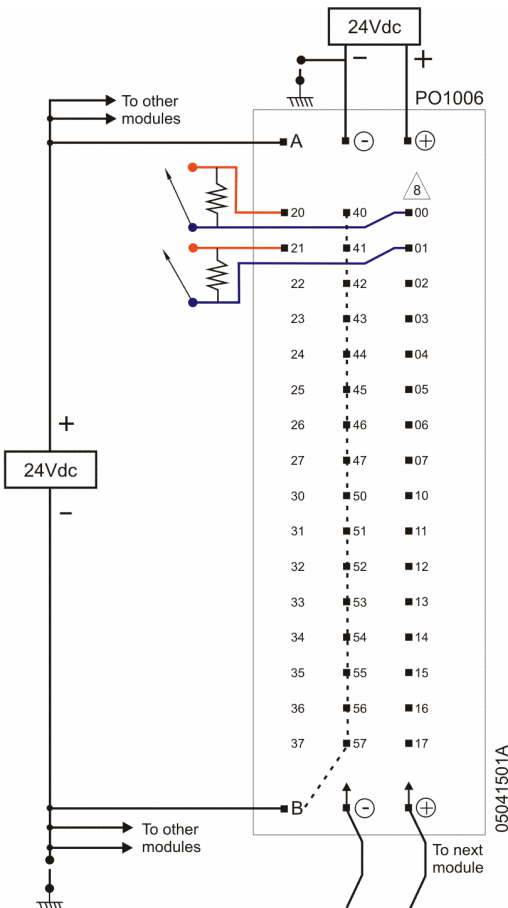 24Vdc
− +
PO1006
To other
modules
A - +
8
20 40 00
21 41 01
22 42 02
23 43 03
24 44 04
25 45 05
26 46 06
27 47 07
30 50 10
31 51 11
32 52 12
33 53 13
34 54 14
35 55 15
36 56 16
37 57 17
+
24Vdc
−
B - +
To other
modules
To next
module
05041501A